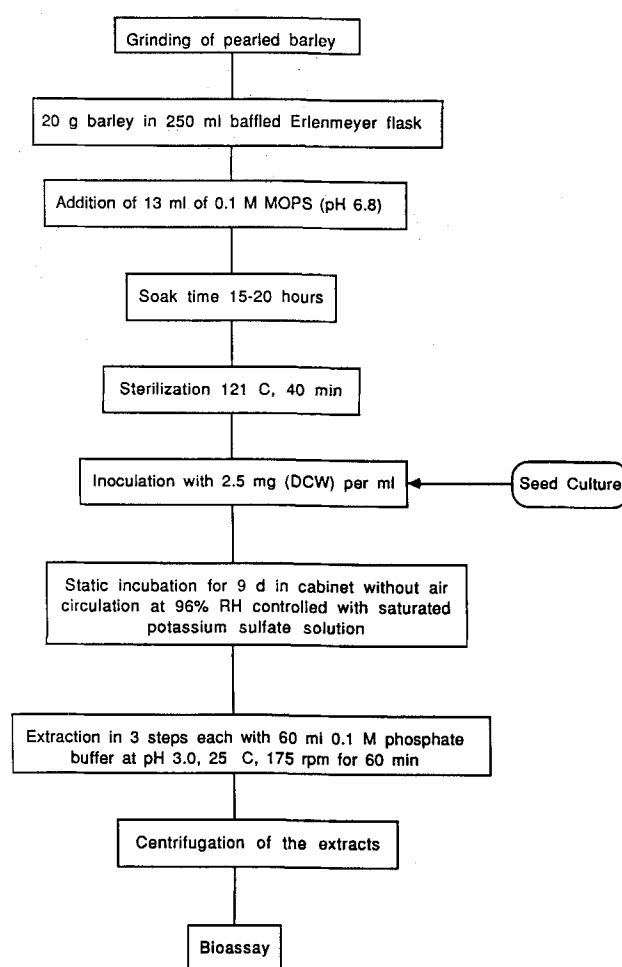 Grinding of pearled barley
20 g barley in 250 ml baffled Erlenmeyer flask
Addition of 13 ml of 0.1 M MOPS (pH 6.8)
Soak time 15-20 hours
Sterilization 121 C, 40 min
Inoculation with 2.5 mg (DCW) per ml
Seed Culture
Static incubation for 9 d in cabinet without air
circulation at 96% RH controlled with saturated
potassium sulfate solution
Extraction in 3 steps each with 60 ml 0.1 M phosphate
buffer at pH 3.0, 25 C, 175 rpm for 60 min
Centrifugation of the extracts
Bioassay